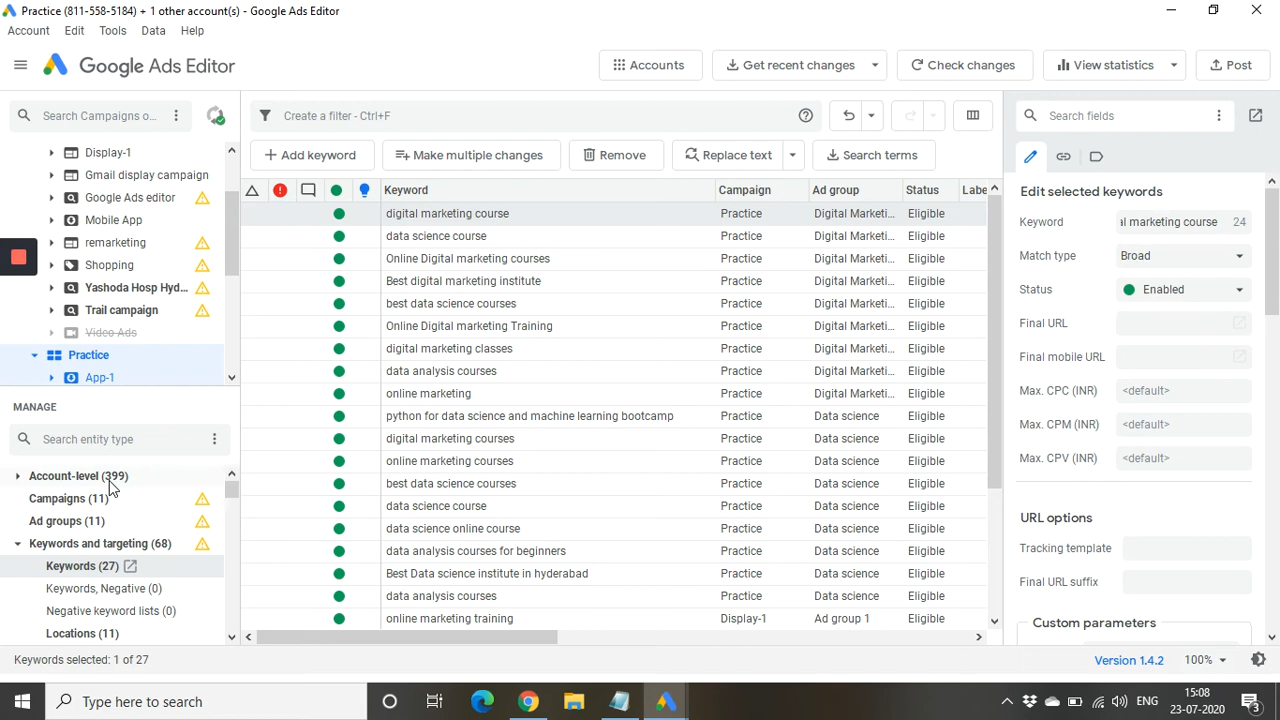 Practice (811-558-5184) + 1 other account(s) - Google Ads Editor
Account Edit Tools Data Help
Google Ads Editor
Accounts Get recent changes Check changes View statistics Post
Search Campaigns o...
Create a filter - Ctrl+F
Search fields
Add keyword Make multiple changes Remove Replace text Search terms
Display-1
Gmail display campaign
Google Ads editor
Mobile App
remarketing
Shopping
Yashoda Hosp Hyd...
Trail campaign
Video Ads
Practice
App-1
MANAGE
Search entity type
Account-level (399)
Campaigns (11)
Ad groups (11)
Keywords and targeting (68)
Keywords (27)
Keywords, Negative (0)
Negative keyword lists (0)
Locations (11)
Keyword Campaign Ad group Status Labe
digital marketing course Practice Digital Marketi... Eligible
data science course Practice Digital Marketi... Eligible
Online Digital marketing courses Practice Digital Marketi... Eligible
Best digital marketing institute Practice Digital Marketi... Eligible
best data science courses Practice Digital Marketi... Eligible
Online Digital marketing Training Practice Digital Marketi... Eligible
digital marketing classes Practice Digital Marketi... Eligible
data analysis courses Practice Digital Marketi... Eligible
online marketing Practice Digital Marketi... Eligible
python for data science and machine learning bootcamp Practice Data science Eligible
digital marketing courses Practice Data science Eligible
online marketing courses Practice Data science Eligible
best data science courses Practice Data science Eligible
data science course Practice Data science Eligible
data science online course Practice Data science Eligible
data analysis courses for beginners Practice Data science Eligible
Best Data science institute in hyderabad Practice Data science Eligible
data analysis courses Practice Data science Eligible
online marketing training Display-1 Ad group 1 Eligible
Edit selected keywords
Keyword al marketing course 24
Match type Broad
Status Enabled
Final URL
Final mobile URL
Max. CPC (INR) <default>
Max. CPM (INR) <default>
Max. CPV (INR) <default>
URL options
Tracking template
Final URL suffix
Custom parameters
Keywords selected: 1 of 27
Version 1.4.2 100%
Type here to search
ENG
15:08
23-07-2020
3